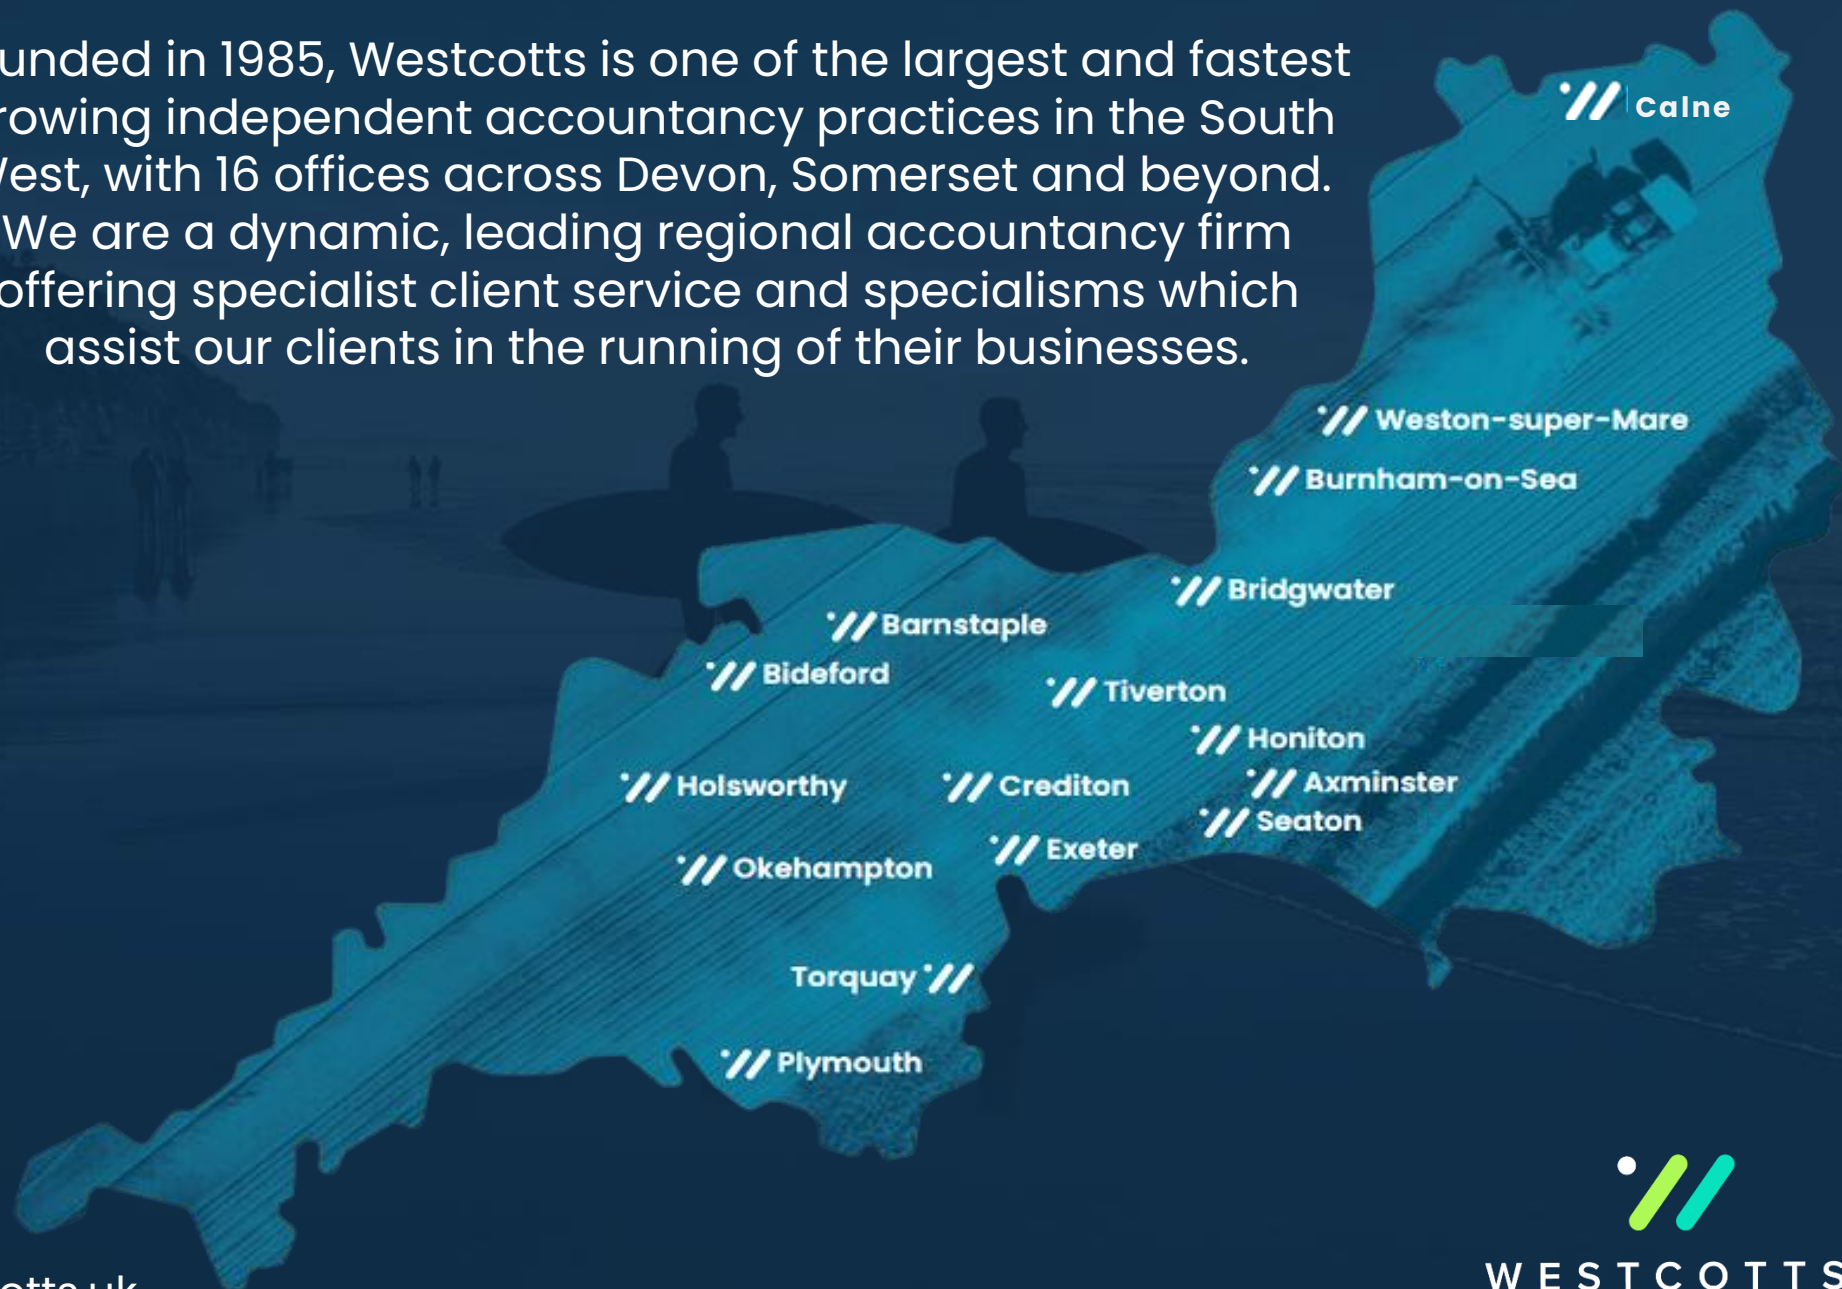 unded in 1985, Westcotts is one of the largest and fastest
rowing independent accountancy practices in the South
West, with 16 offices across Devon, Somerset and beyond.
We are a dynamic, leading regional accountancy firm
offering specialist client service and specialisms which
assist our clients in the running of their businesses.
Calne
Weston-super-Mare
Burnham-on-Sea
Bridgwater
Barnstaple
Bideford
Tiverton
Honiton
Holsworthy
Crediton
Axminster
Seaton
Exeter
Okehampton
Torquay
Plymouth
WESTCOTTS
otts.uk